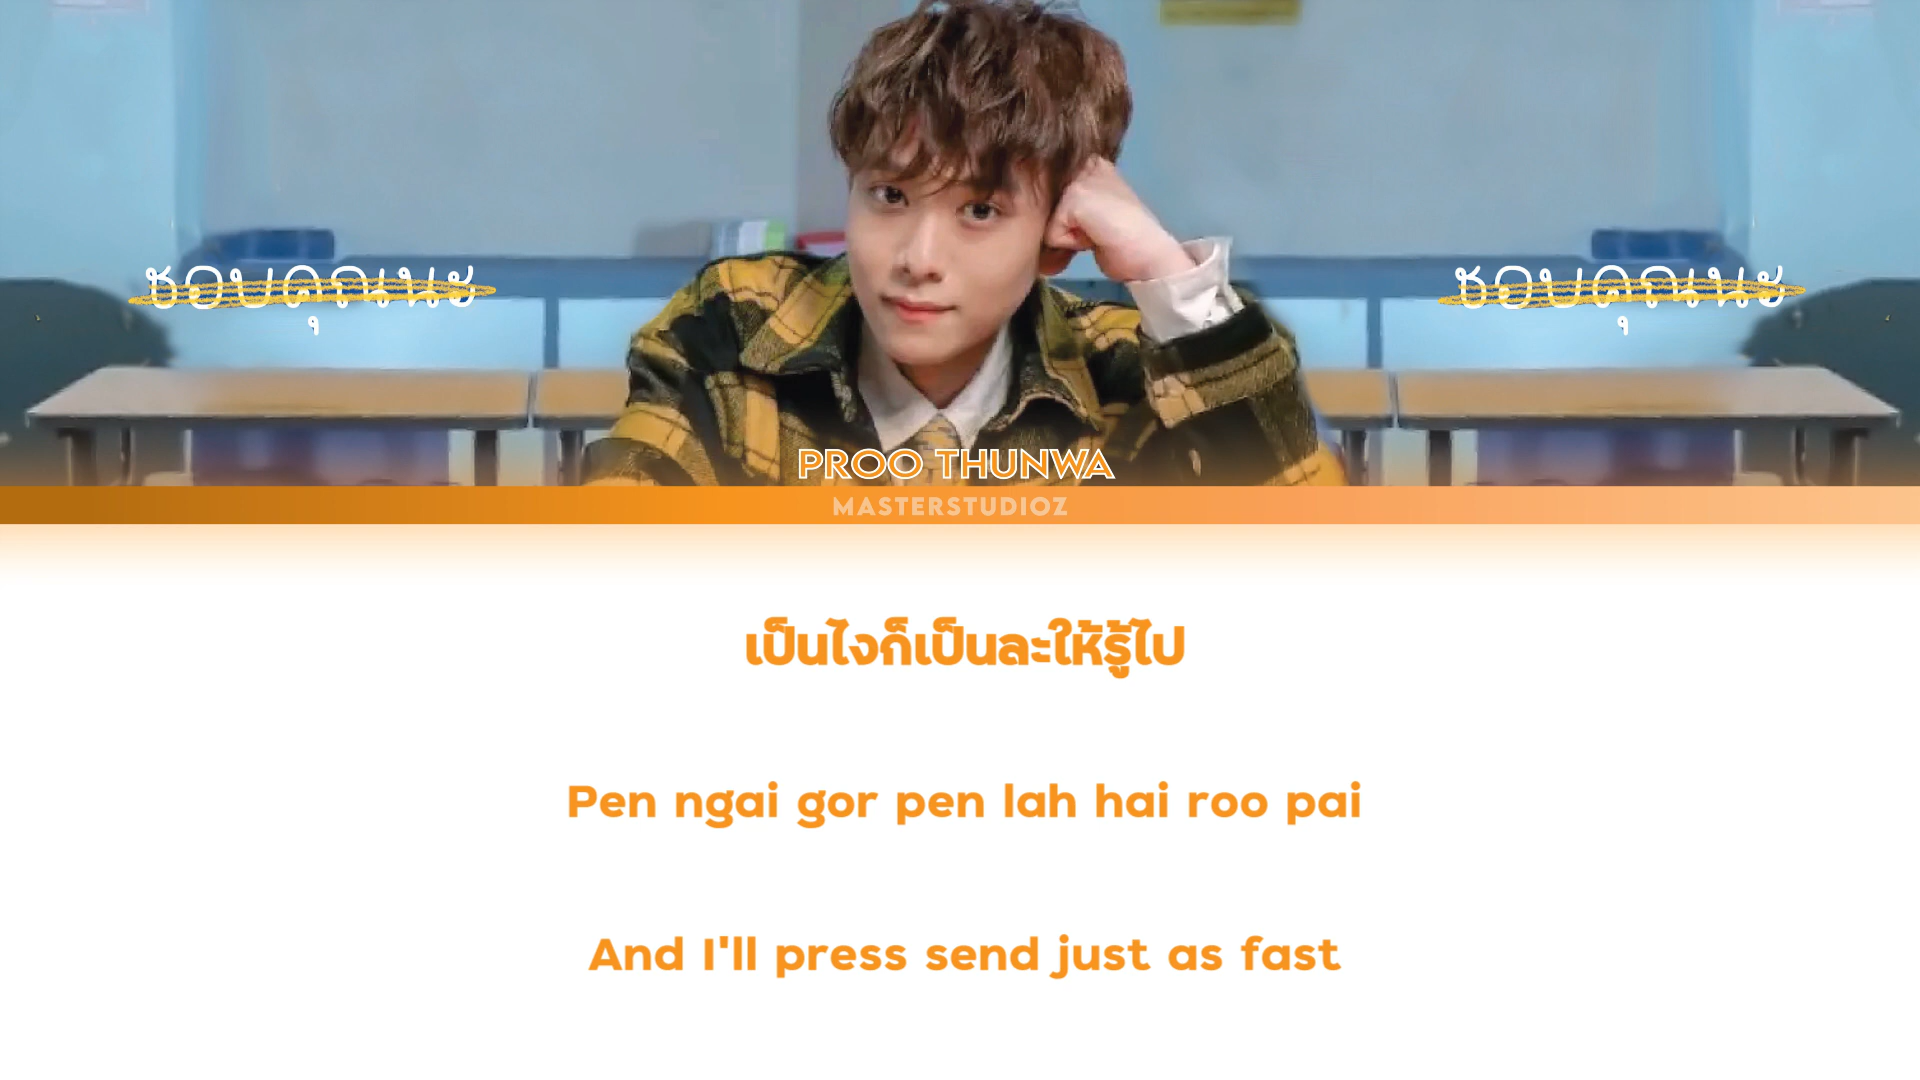 ชอบคุณนะ
ชอบคุณนะ
PROO THUNWA
MASTERSTUDIOZ
เป็นไงก็เป็นละให้รู้ไป
Pen ngai gor pen lah hai roo pai
And I'll press send just as fast